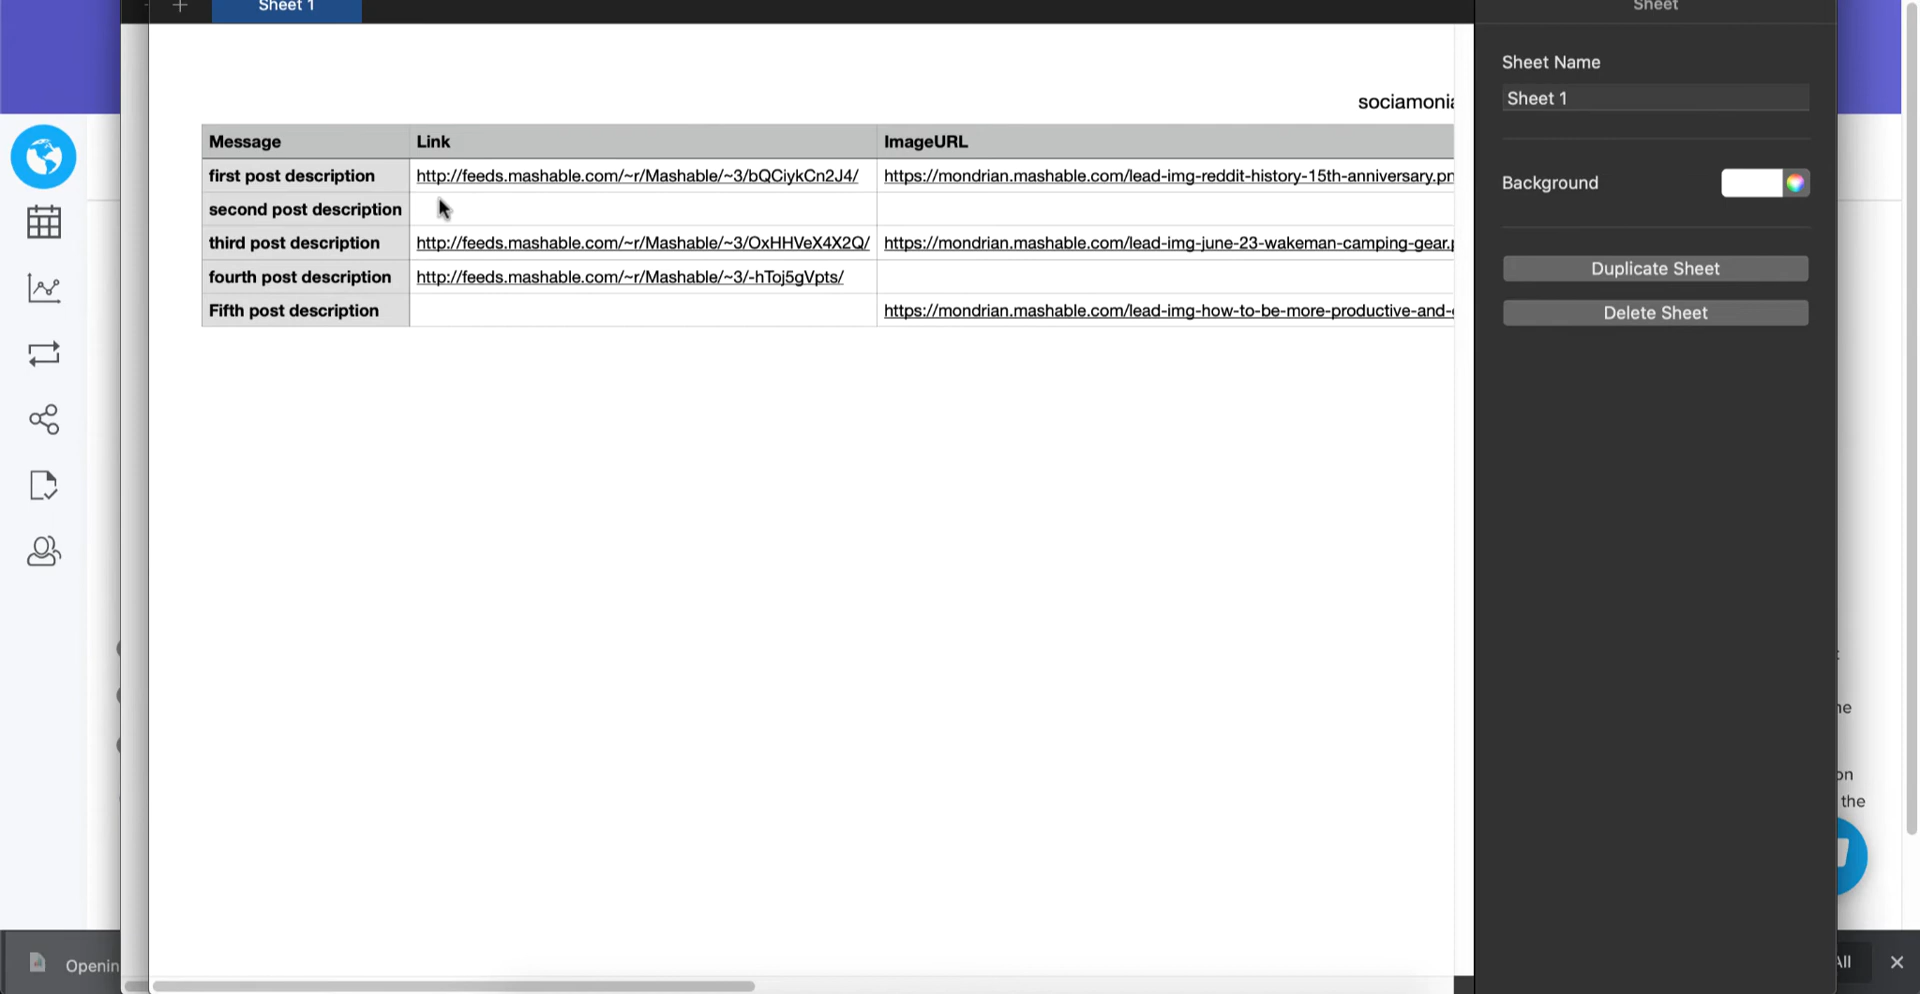 Sheet 1
Sheet
Sheet Name
Sheet 1
Background
Duplicate Sheet
Delete Sheet
Message Link ImageURL
first post description http://feeds.mashable.com/~r/Mashable/~3/bQCiykCn2J4/ https://mondrian.mashable.com/lead-img-reddit-history-15th-anniversary.pn
second post description
third post description http://feeds.mashable.com/~r/Mashable/~3/OxHHVeX4X2Q/ https://mondrian.mashable.com/lead-img-june-23-wakeman-camping-gear.p
fourth post description http://feeds.mashable.com/~r/Mashable/~3/-hToj5gVpts/
Fifth post description https://mondrian.mashable.com/lead-img-how-to-be-more-productive-and-
on
the
Openin
All